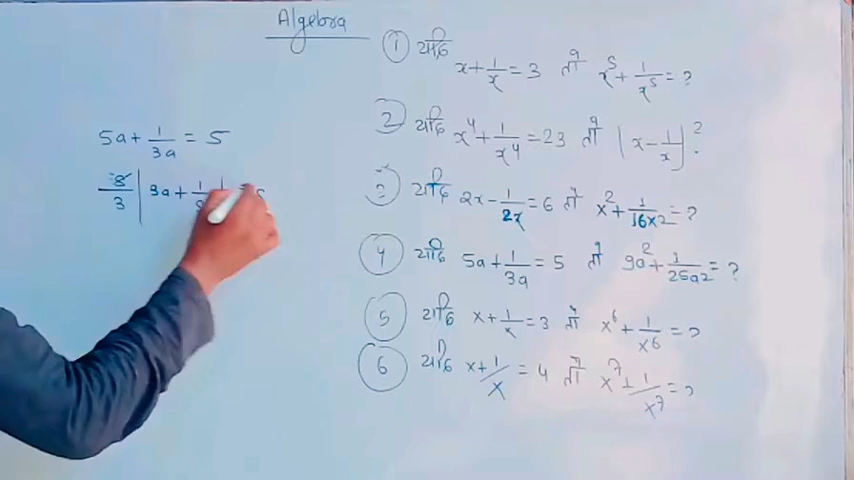 Algebra
① यदि x + 1/x = 3 तो x⁵ + 1/x⁵ = ?
② यदि x⁴ + 1/x⁴ = 23 तो [x - 1/x]² .
③ यदि 2x - 1/2x = 6 तो x² + 1/16x2 = ?
④ यदि 5a + 1/3a = 5 तो 9a² + 1/25a2 = ?
⑤ यदि x + 1/x = 3 तो x⁶ + 1/x⁶ = ?
⑥ यदि x + 1/x = 4 तो x⁷ + 1/x⁷ = ?
5a + 1/3a = 5
3a + 1